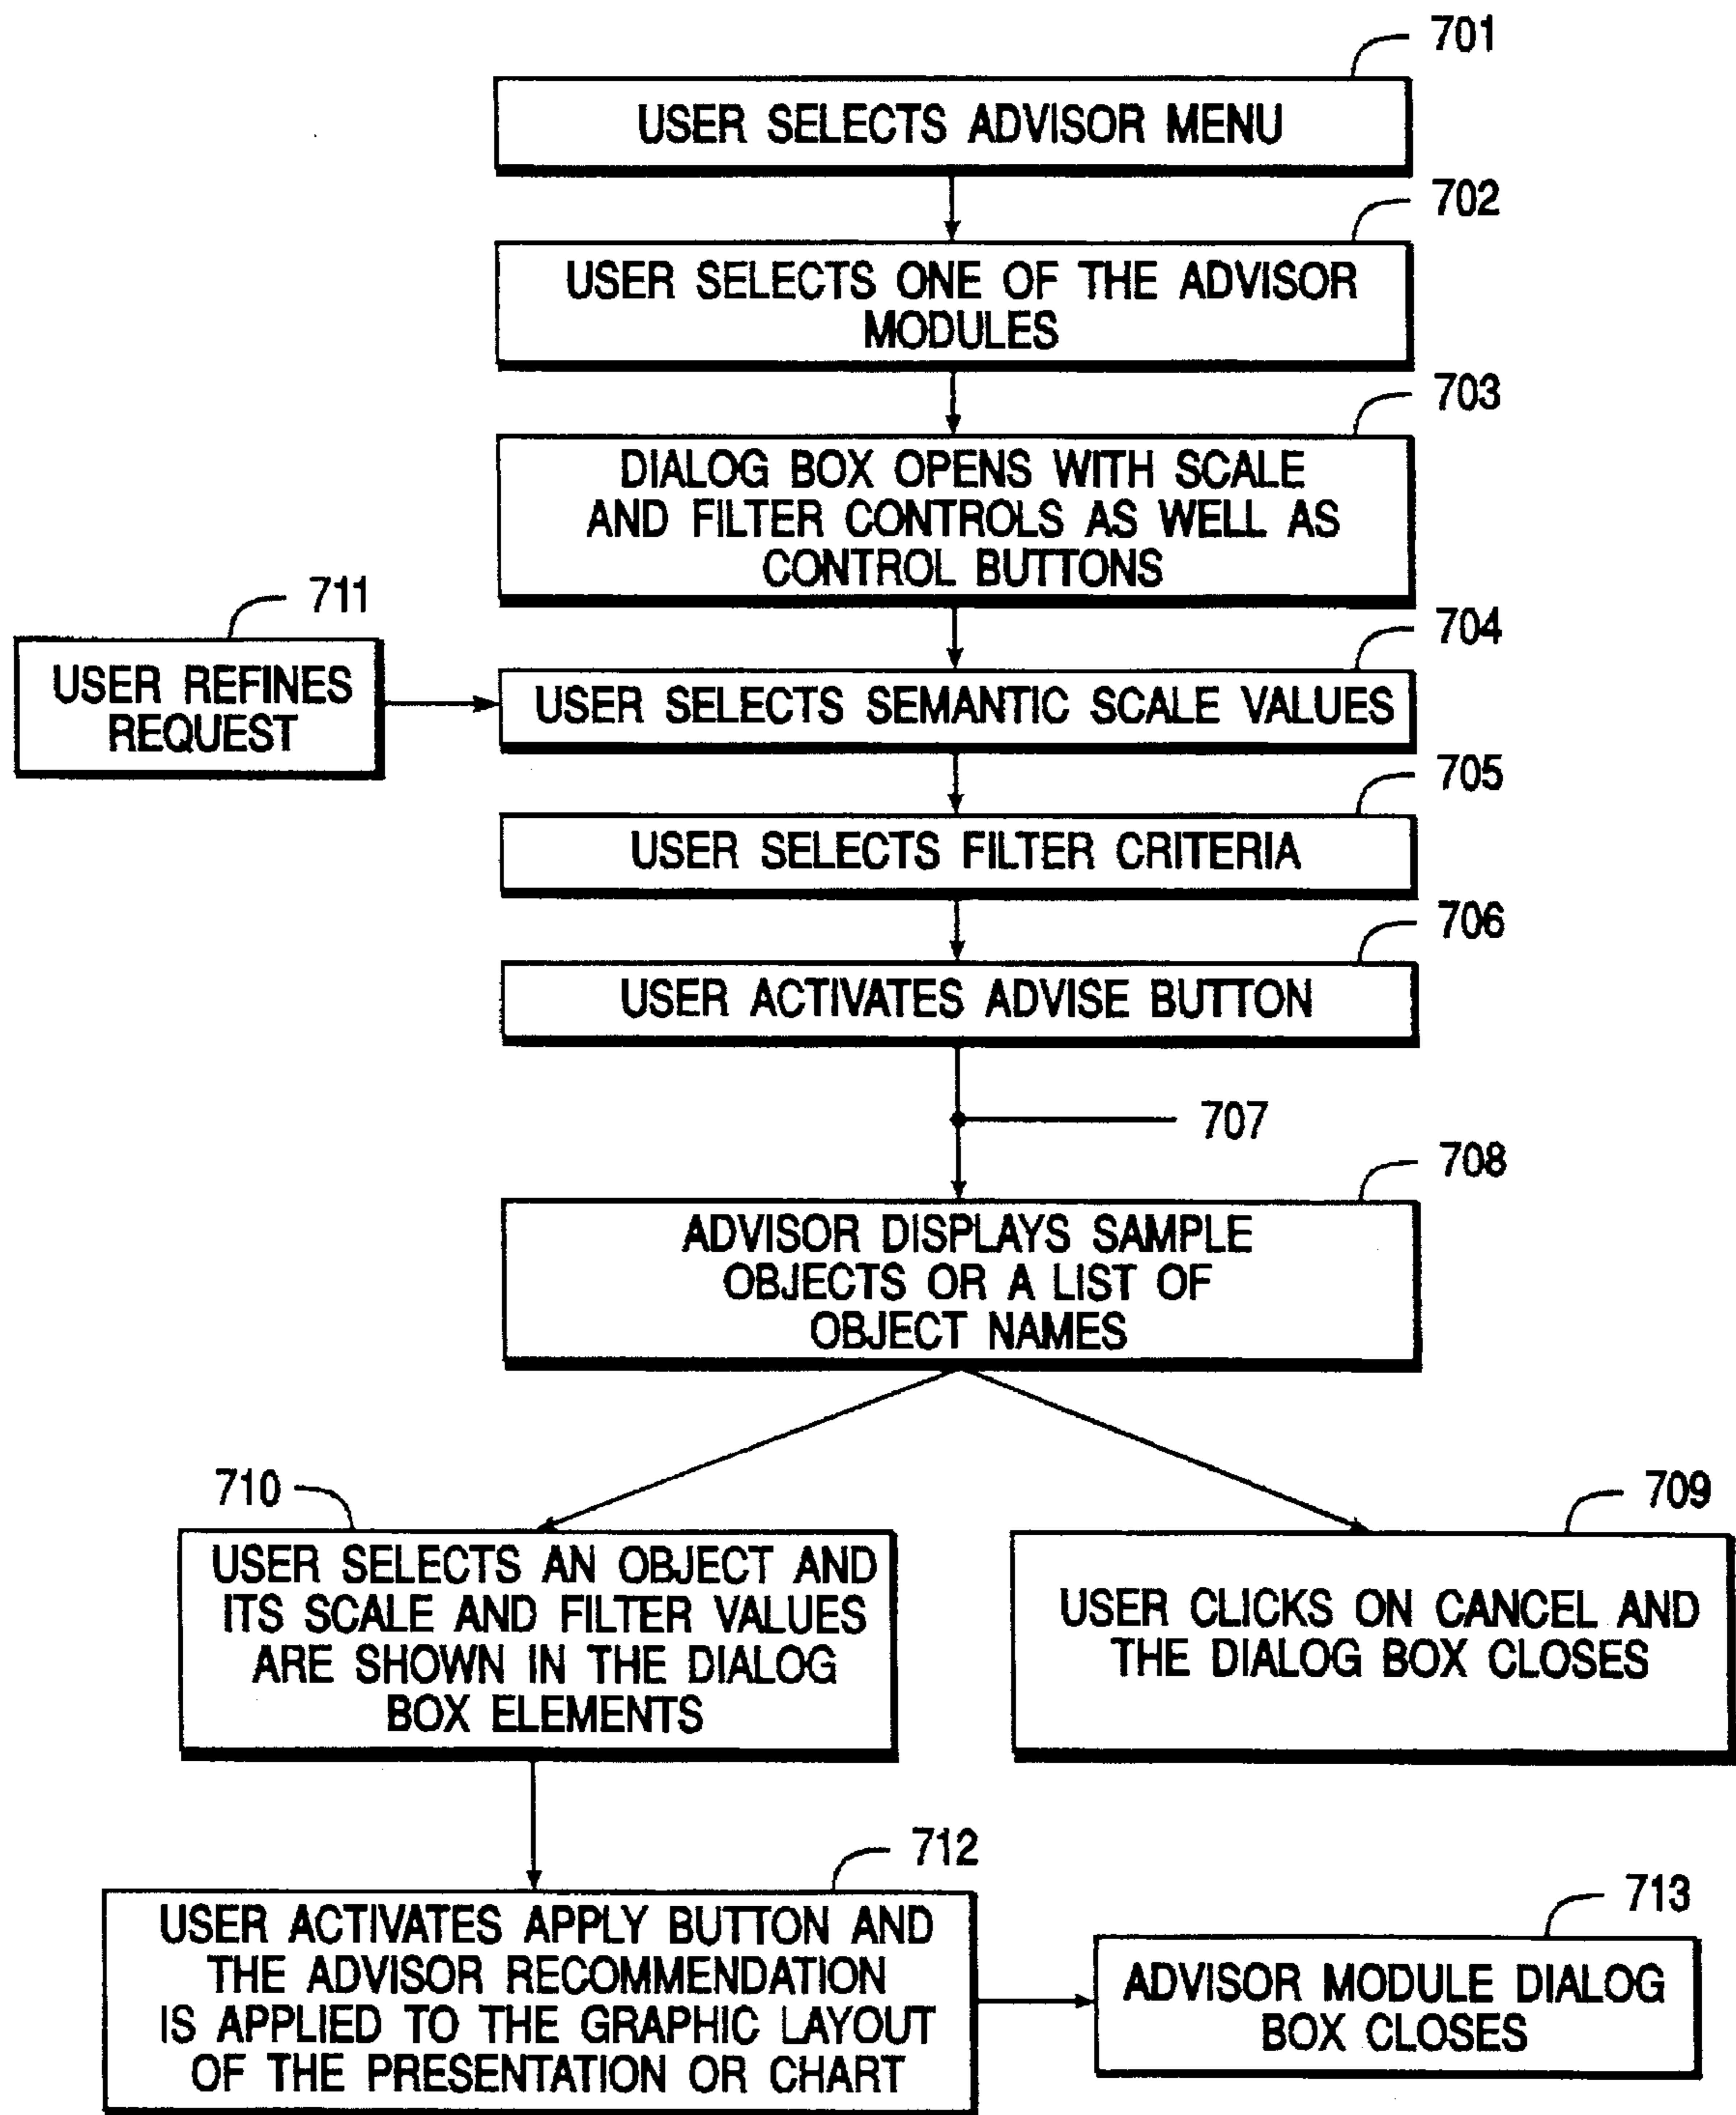 701
USER SELECTS ADVISOR MENU
702
USER SELECTS ONE OF THE ADVISOR
MODULES
703
DIALOG BOX OPENS WITH SCALE
AND FILTER CONTROLS AS WELL AS
CONTROL BUTTONS
711
USER REFINES
REQUEST
704
USER SELECTS SEMANTIC SCALE VALUES
705
USER SELECTS FILTER CRITERIA
706
USER ACTIVATES ADVISE BUTTON
707
708
ADVISOR DISPLAYS SAMPLE
OBJECTS OR A LIST OF
OBJECT NAMES
710
USER SELECTS AN OBJECT AND
ITS SCALE AND FILTER VALUES
ARE SHOWN IN THE DIALOG
BOX ELEMENTS
709
USER CLICKS ON CANCEL AND
THE DIALOG BOX CLOSES
712
USER ACTIVATES APPLY BUTTON AND
THE ADVISOR RECOMMENDATION
IS APPLIED TO THE GRAPHIC LAYOUT
OF THE PRESENTATION OR CHART
713
ADVISOR MODULE DIALOG
BOX CLOSES